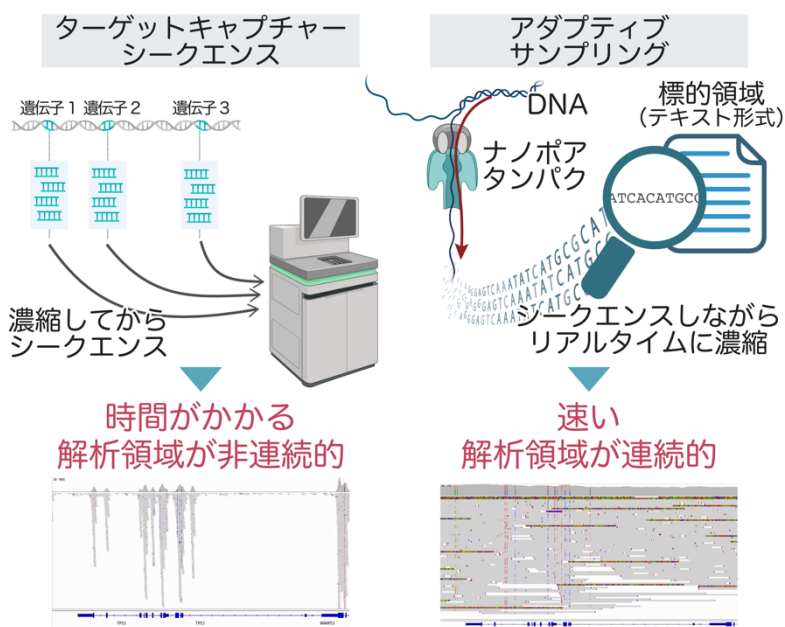 ターゲットキャプチャー
シークエンス
遺伝子1
遺伝子2
遺伝子3
濃縮してから
シークエンス
時間がかかる
解析領域が非連続的
TP53
TP53
WRAP53
アダプティブ
サンプリング
DNA
ナノポア
タンパク
標的領域
(テキスト形式)
ATCACATGCC
GGGAGTCAAATATCATGCGCAT
GGGAGTCAAATATCATGCG
GGGAGTCAAATATCATGC
シークエンスしながら
リアルタイムに濃縮
速い
解析領域が連続的